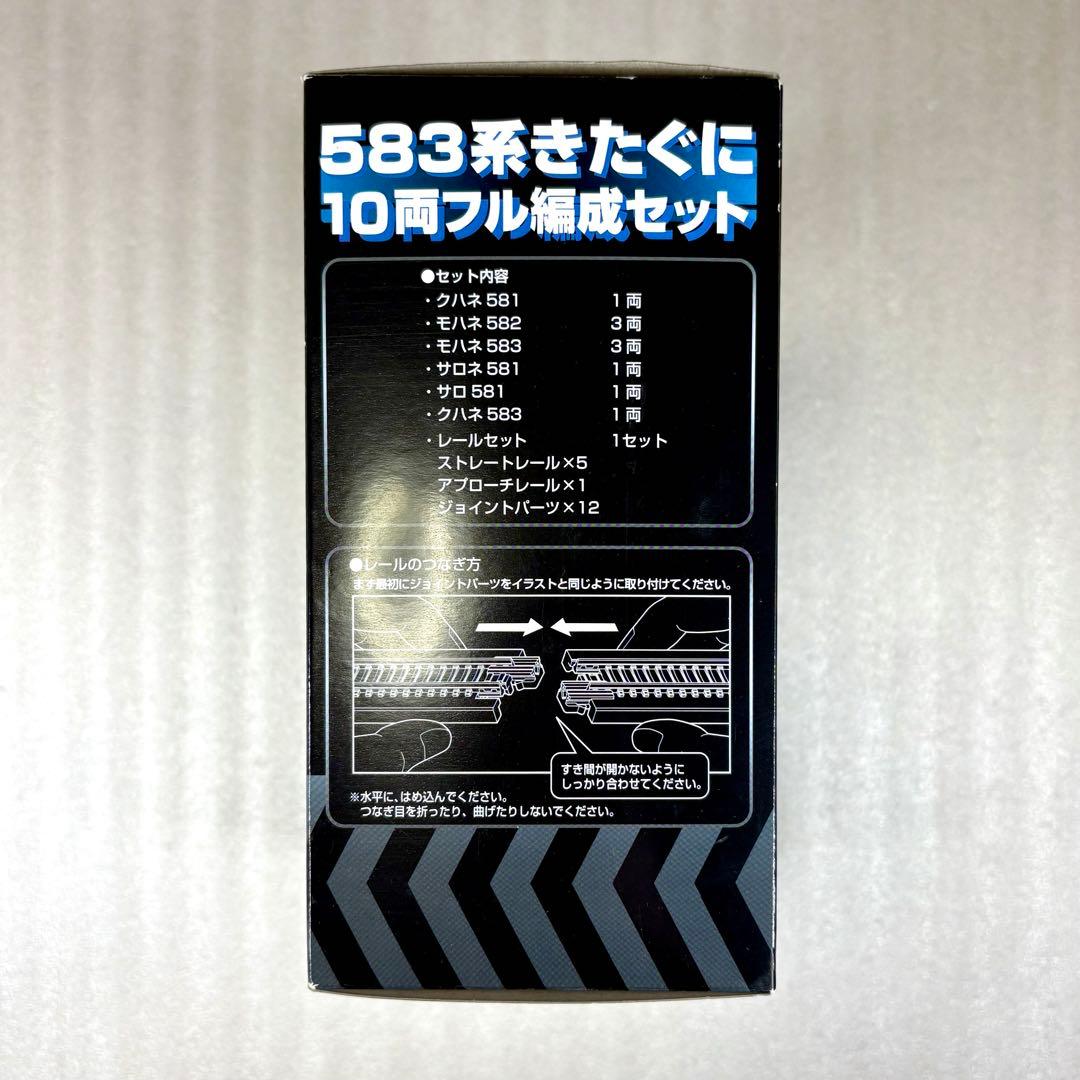 583系きたぐに
10両フル編成セット
●セット内容
・クハネ581 1両
・モハネ582 3両
・モハネ583 3両
・サロネ581 1両
・サロ581 1両
・クハネ583 1両
・レールセット 1セット
ストレートレール×5
アプローチレール×1
ジョイントパーツ×12
●レールのつなぎ方
まず最初にジョイントパーツをイラストと同じように取り付けてください。
すき間が開かないように
しっかり合わせてください。
※水平に、はめ込んでください。
つなぎ目を折ったり、曲げたりしないでください。